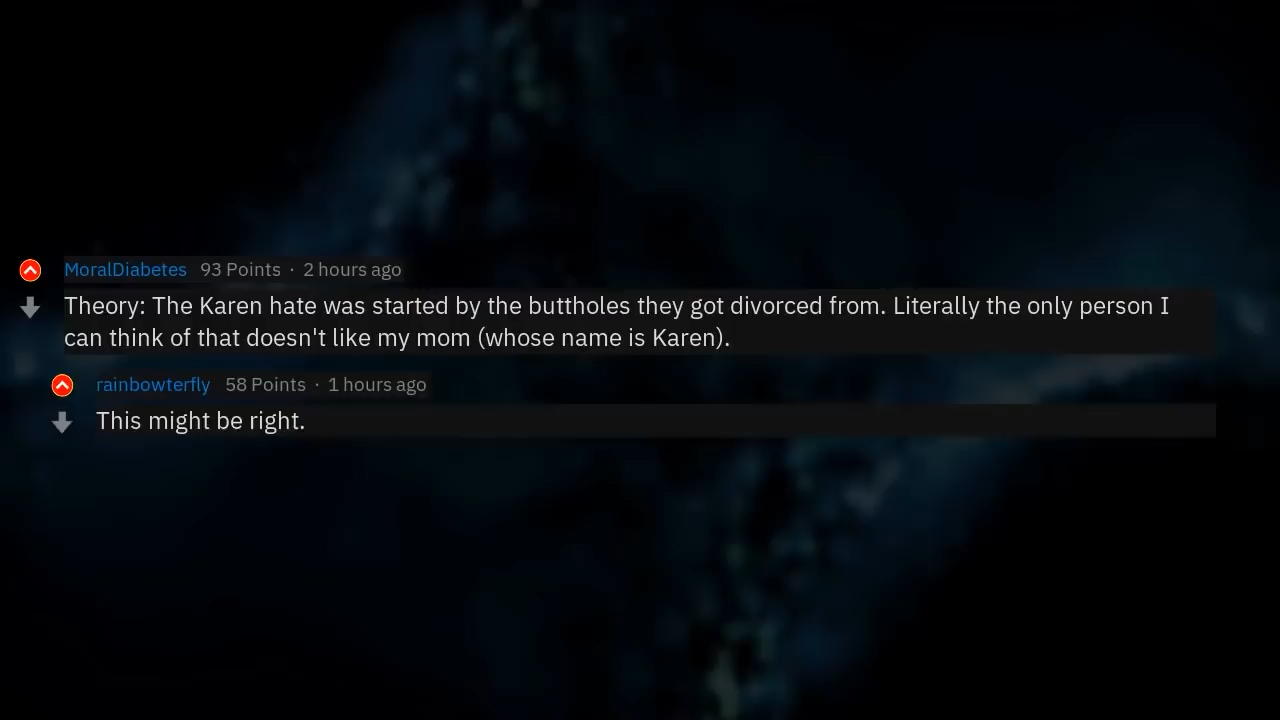 MoralDiabetes 93 Points · 2 hours ago
Theory: The Karen hate was started by the buttholes they got divorced from. Literally the only person I
can think of that doesn't like my mom (whose name is Karen).
rainbowterfly 58 Points · 1 hours ago
This might be right.